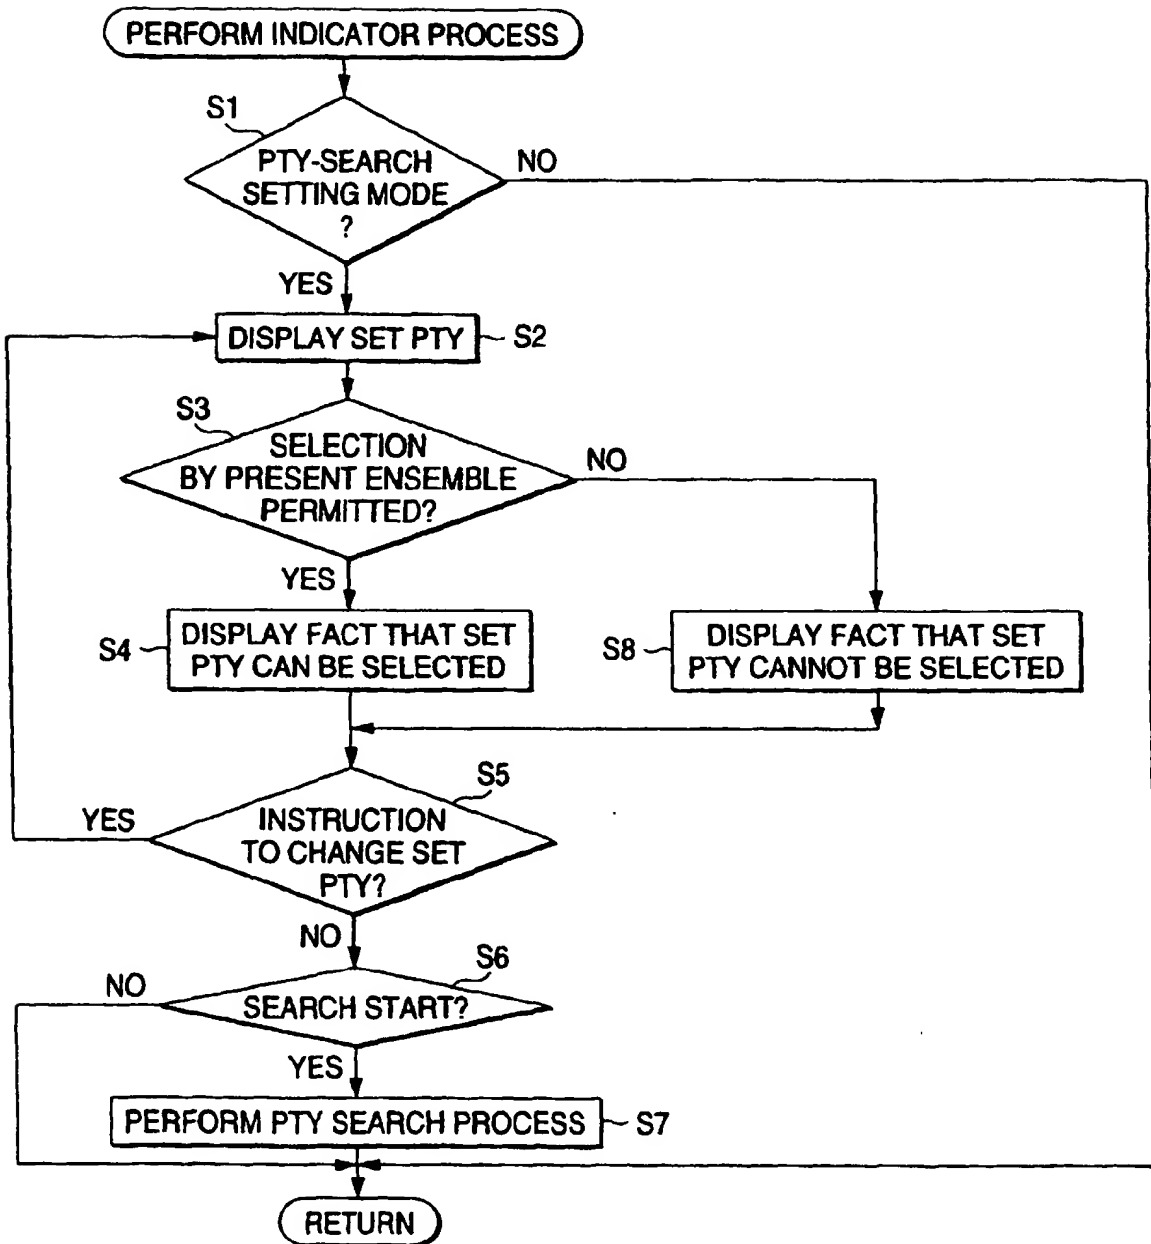 PERFORM INDICATOR PROCESS
S1
PTY-SEARCH
SETTING MODE
?
NO
YES
DISPLAY SET PTY
S2
S3
SELECTION
BY PRESENT ENSEMBLE
PERMITTED?
NO
YES
S4
DISPLAY FACT THAT SET
PTY CAN BE SELECTED
S8
DISPLAY FACT THAT SET
PTY CANNOT BE SELECTED
S5
YES
INSTRUCTION
TO CHANGE SET
PTY?
NO
S6
NO
SEARCH START?
YES
PERFORM PTY SEARCH PROCESS
S7
RETURN